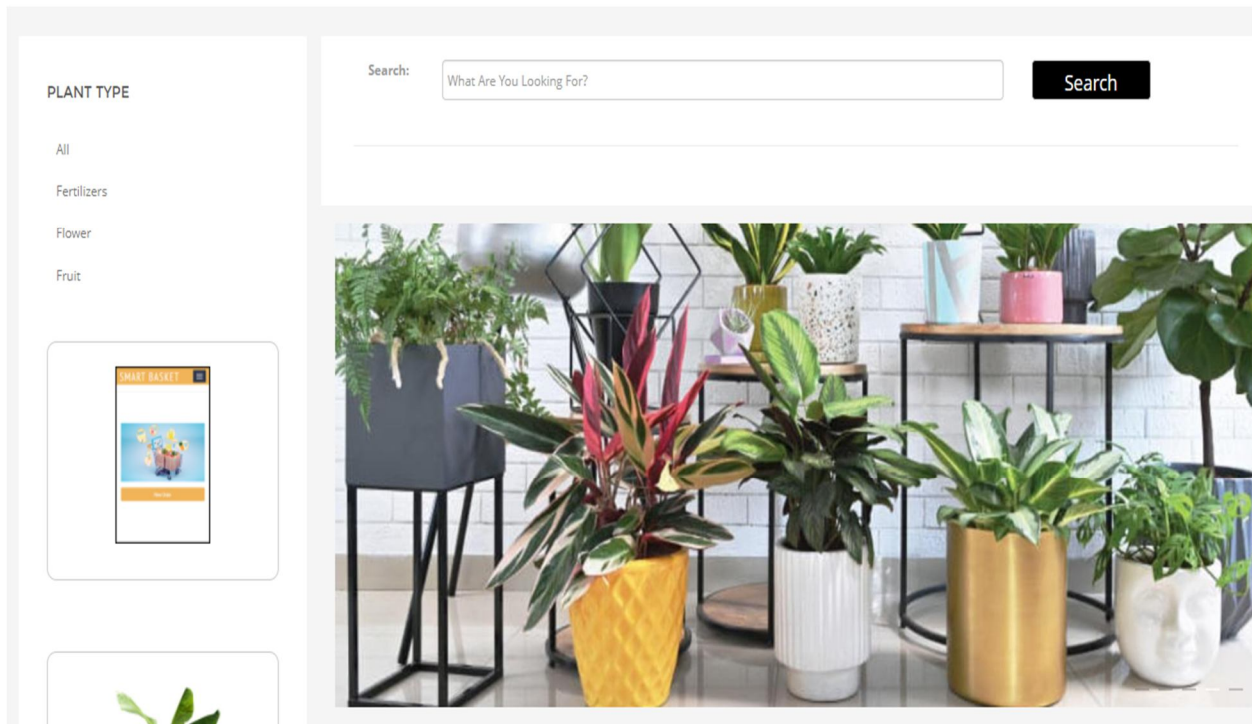 PLANT TYPE
All
Fertilizers
Flower
Fruit
SMART BASKET
Search:
What Are You Looking For?
Search